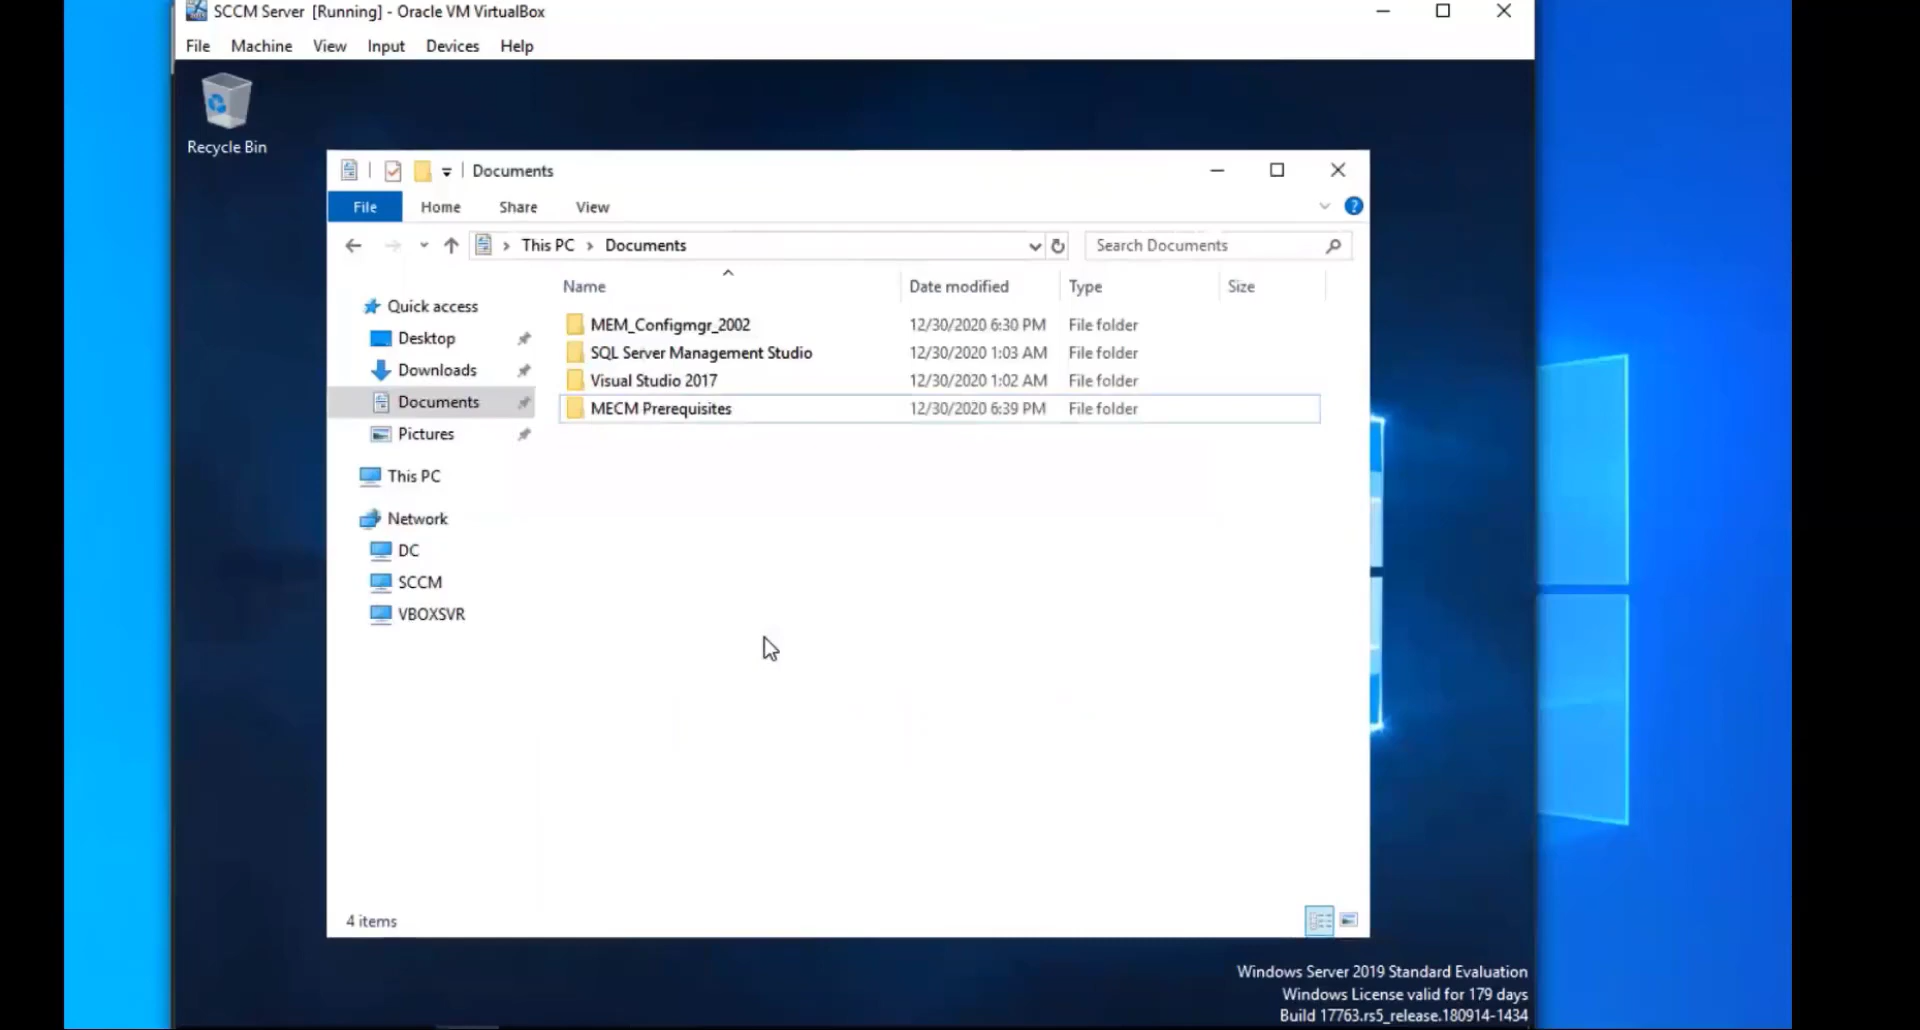 SCCM Server [Running] - Oracle VM VirtualBox
File Machine View Input Devices Help
Recycle Bin
Documents
File Home Share View
This PC > Documents
Search Documents
Name Date modified Type Size
Quick access
Desktop
Downloads
Documents
Pictures
This PC
Network
DC
SCCM
VBOXSVR
MEM_Configmgr_2002 12/30/2020 6:30 PM File folder
SQL Server Management Studio 12/30/2020 1:03 AM File folder
Visual Studio 2017 12/30/2020 1:02 AM File folder
MECM Prerequisites 12/30/2020 6:39 PM File folder
4 items
Windows Server 2019 Standard Evaluation
Windows License valid for 179 days
Build 17763.rs5_release.180914-1434